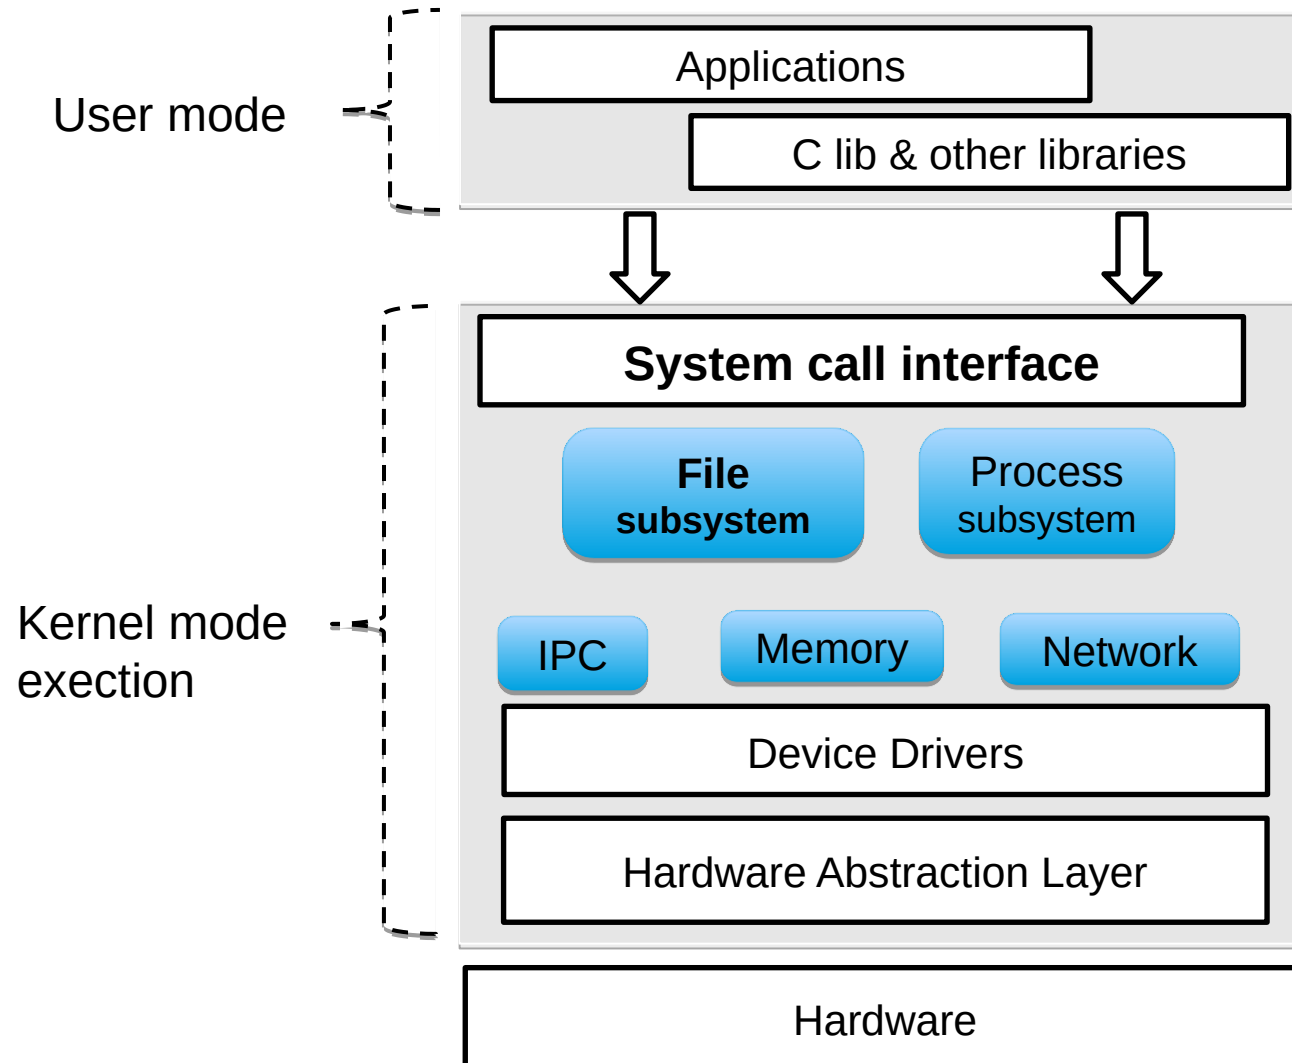 Applications
User mode
C lib & other libraries
System call interface
File
subsystem
Process
subsystem
Kernel mode
exection
IPC
Memory
Network
Device Drivers
Hardware Abstraction Layer
Hardware